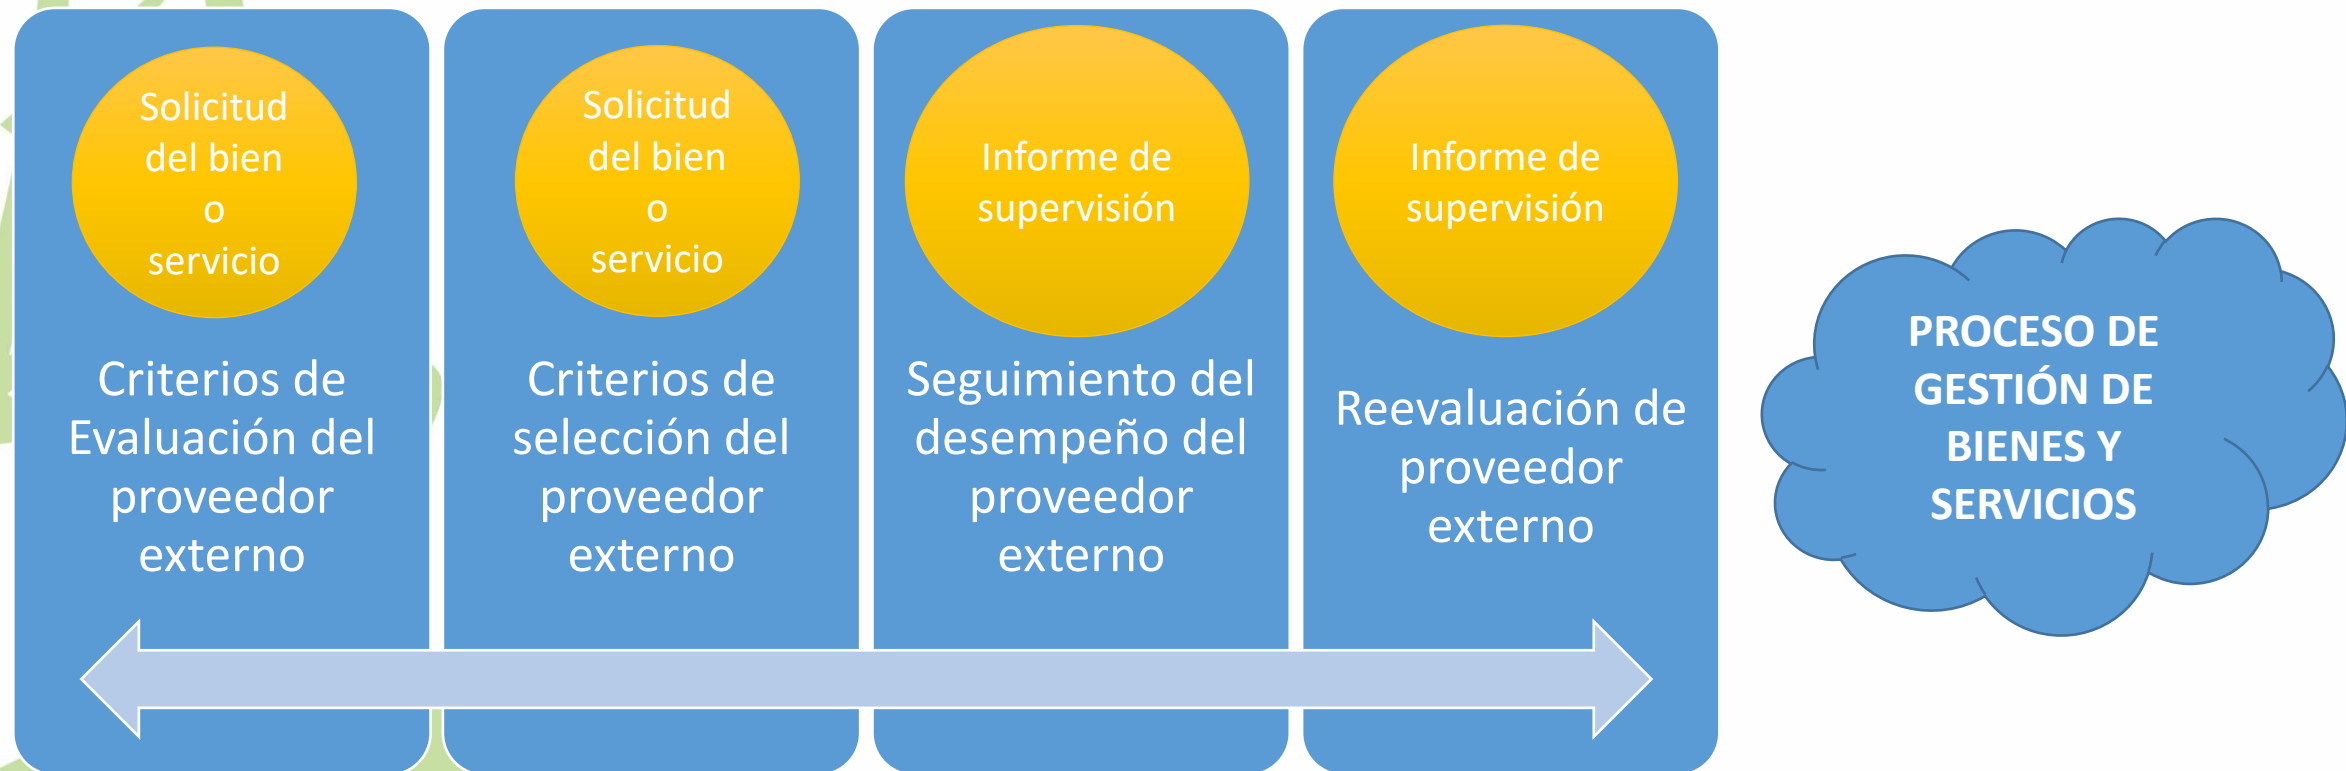 Solicitud
del bien
o
servicio
Criterios de
Evaluación del
proveedor
externo
Solicitud
del bien
o
servicio
Criterios de
selección del
proveedor
externo
Informe de
supervisión
Seguimiento del
desempeño del
proveedor
externo
Informe de
supervisión
Reevaluación de
proveedor
externo
PROCESO DE
GESTIÓN DE
BIENES Y
SERVICIOS